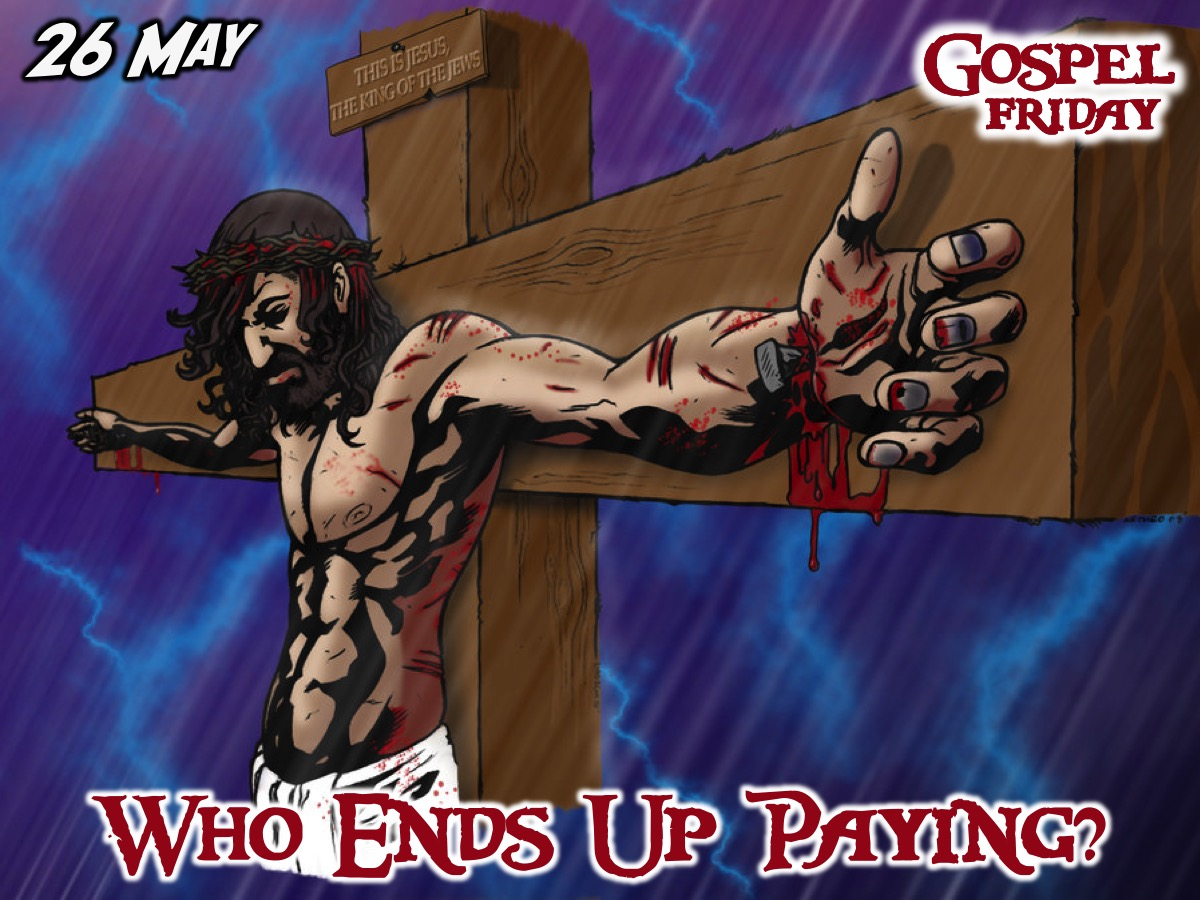 26 May
GOSPEL
FRIDAY
THIS IS JESUS,
THE KING OF THE JEWS
Who Ends Up Paying?